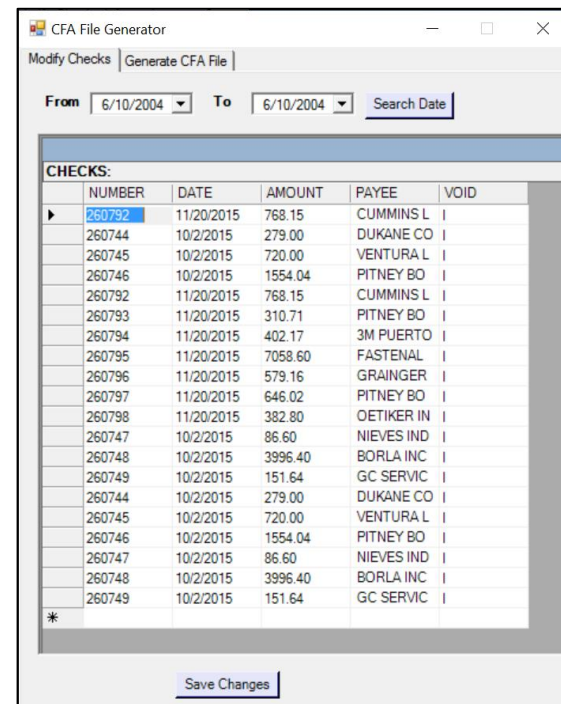 CFA File Generator
Modify Checks Generate CFA File
From 6/10/2004 To 6/10/2004 Search Date
CHECKS:
NUMBER DATE AMOUNT PAYEE VOID
260792 11/20/2015 768.15 CUMMINS L I
260744 10/2/2015 279.00 DUKANE CO I
260745 10/2/2015 720.00 VENTURA L I
260746 10/2/2015 1554.04 PITNEY BO I
260792 11/20/2015 768.15 CUMMINS L I
260793 11/20/2015 310.71 PITNEY BO I
260794 11/20/2015 402.17 3M PUERTO I
260795 11/20/2015 7058.60 FASTENAL I
260796 11/20/2015 579.16 GRAINGER I
260797 11/20/2015 646.02 PITNEY BO I
260798 11/20/2015 382.80 OETIKER IN I
260747 10/2/2015 86.60 NIEVES IND I
260748 10/2/2015 3996.40 BORLA INC I
260749 10/2/2015 151.64 GC SERVIC I
260744 10/2/2015 279.00 DUKANE CO I
260745 10/2/2015 720.00 VENTURA L I
260746 10/2/2015 1554.04 PITNEY BO I
260747 10/2/2015 86.60 NIEVES IND I
260748 10/2/2015 3996.40 BORLA INC I
260749 10/2/2015 151.64 GC SERVIC I
Save Changes